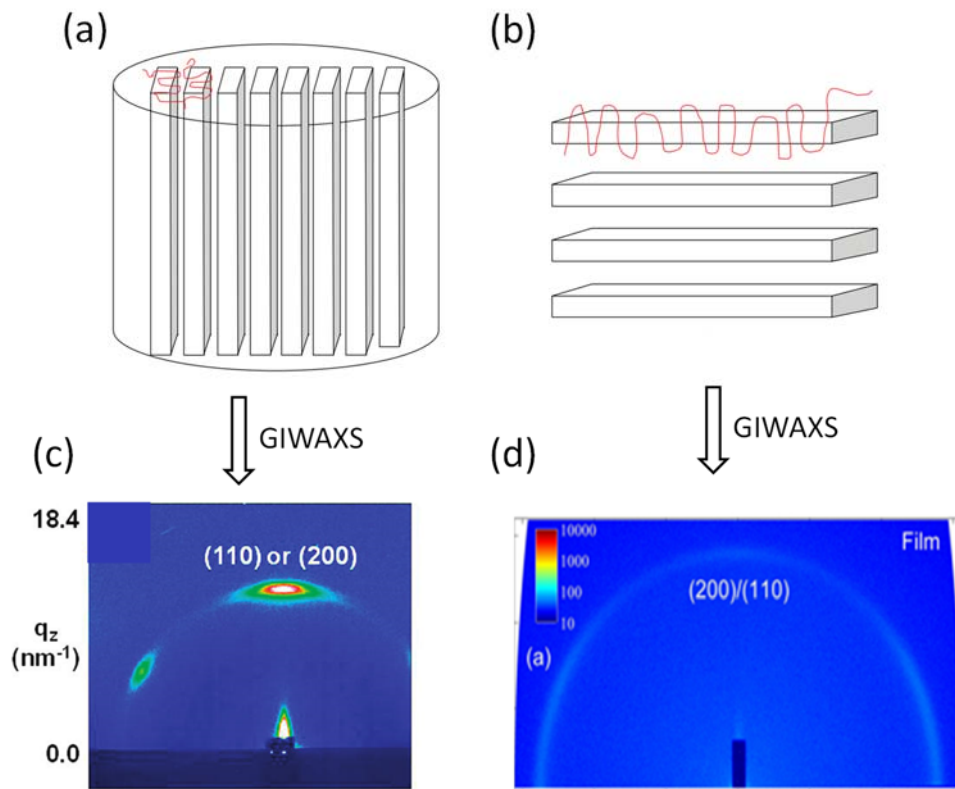 (a)
(b)
GIWAXS
GIWAXS
(c)
(d)
18.4
(110) or (200)
q_z
(nm⁻¹)
0.0
10000
1000
100
10
Film
(200)/(110)
(a)